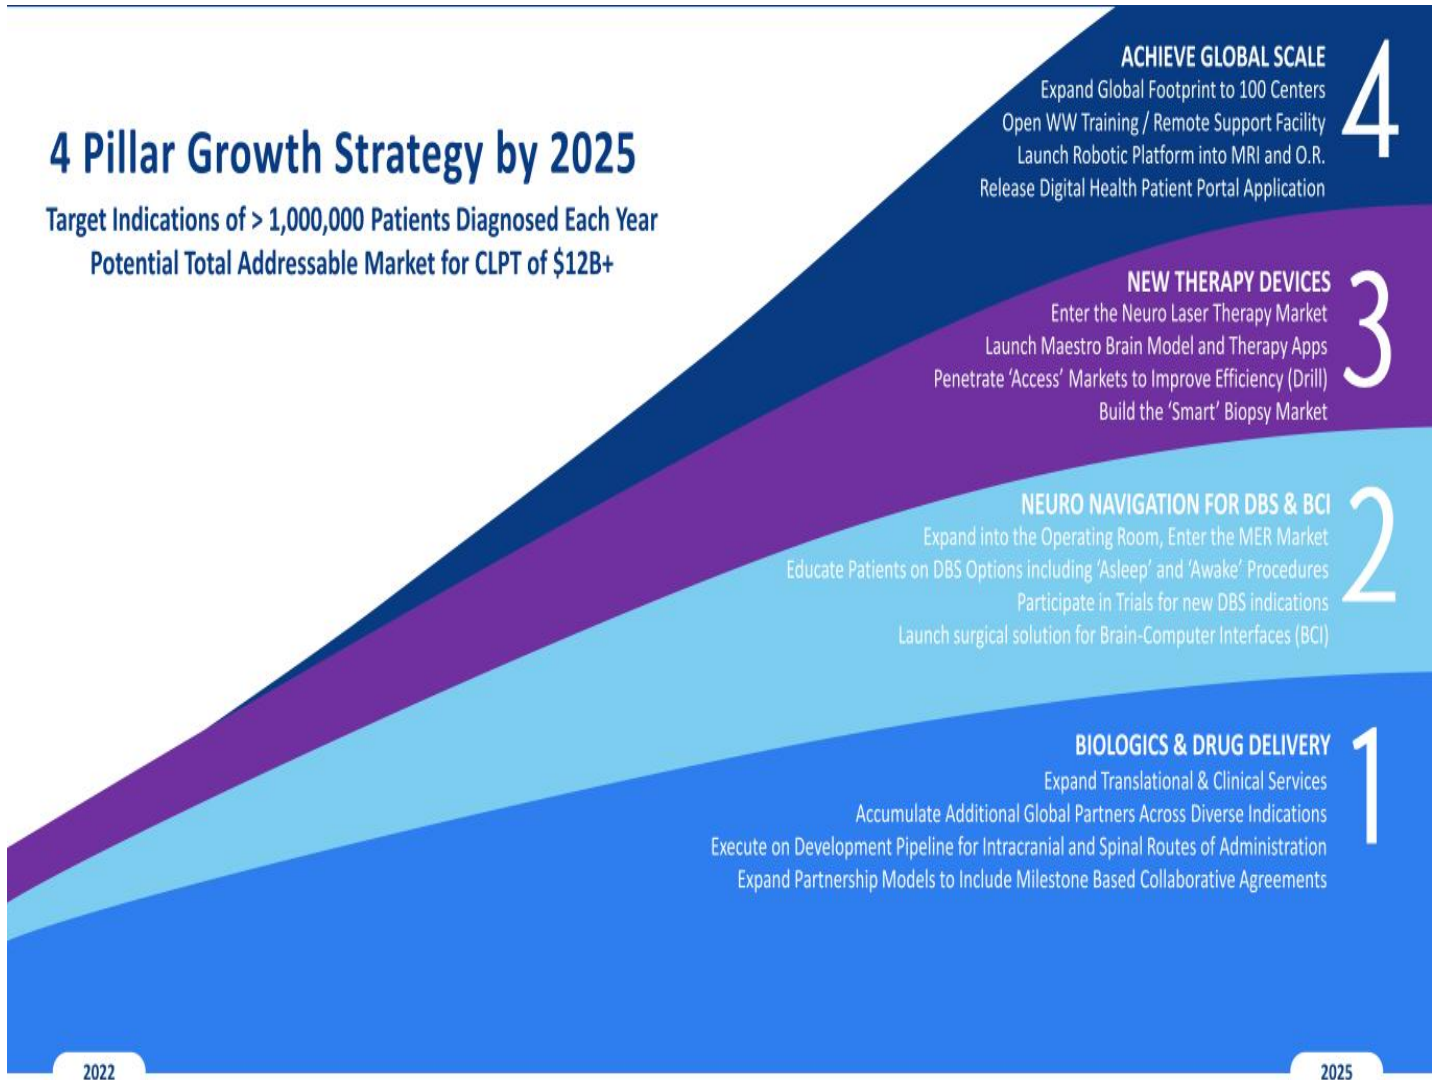 4 Pillar Growth Strategy by 2025
Target Indications of > 1,000,000 Patients Diagnosed Each Year
Potential Total Addressable Market for CLPT of $12B+
ACHIEVE GLOBAL SCALE
Expand Global Footprint to 100 Centers
Open WW Training / Remote Support Facility
Launch Robotic Platform into MRI and O.R.
Release Digital Health Patient Portal Application
4
NEW THERAPY DEVICES
Enter the Neuro Laser Therapy Market
Launch Maestro Brain Model and Therapy Apps
Penetrate ‘Access’ Markets to Improve Efficiency (Drill)
Build the ‘Smart’ Biopsy Market
3
NEURO NAVIGATION FOR DBS & BCI
Expand into the Operating Room, Enter the MER Market
Educate Patients on DBS Options including ‘Asleep’ and ‘Awake’ Procedures
Participate in Trials for new DBS indications
Launch surgical solution for Brain-Computer Interfaces (BCI)
2
BIOLOGICS & DRUG DELIVERY
Expand Translational & Clinical Services
Accumulate Additional Global Partners Across Diverse Indications
Execute on Development Pipeline for Intracranial and Spinal Routes of Administration
Expand Partnership Models to Include Milestone Based Collaborative Agreements
1
2022
2025